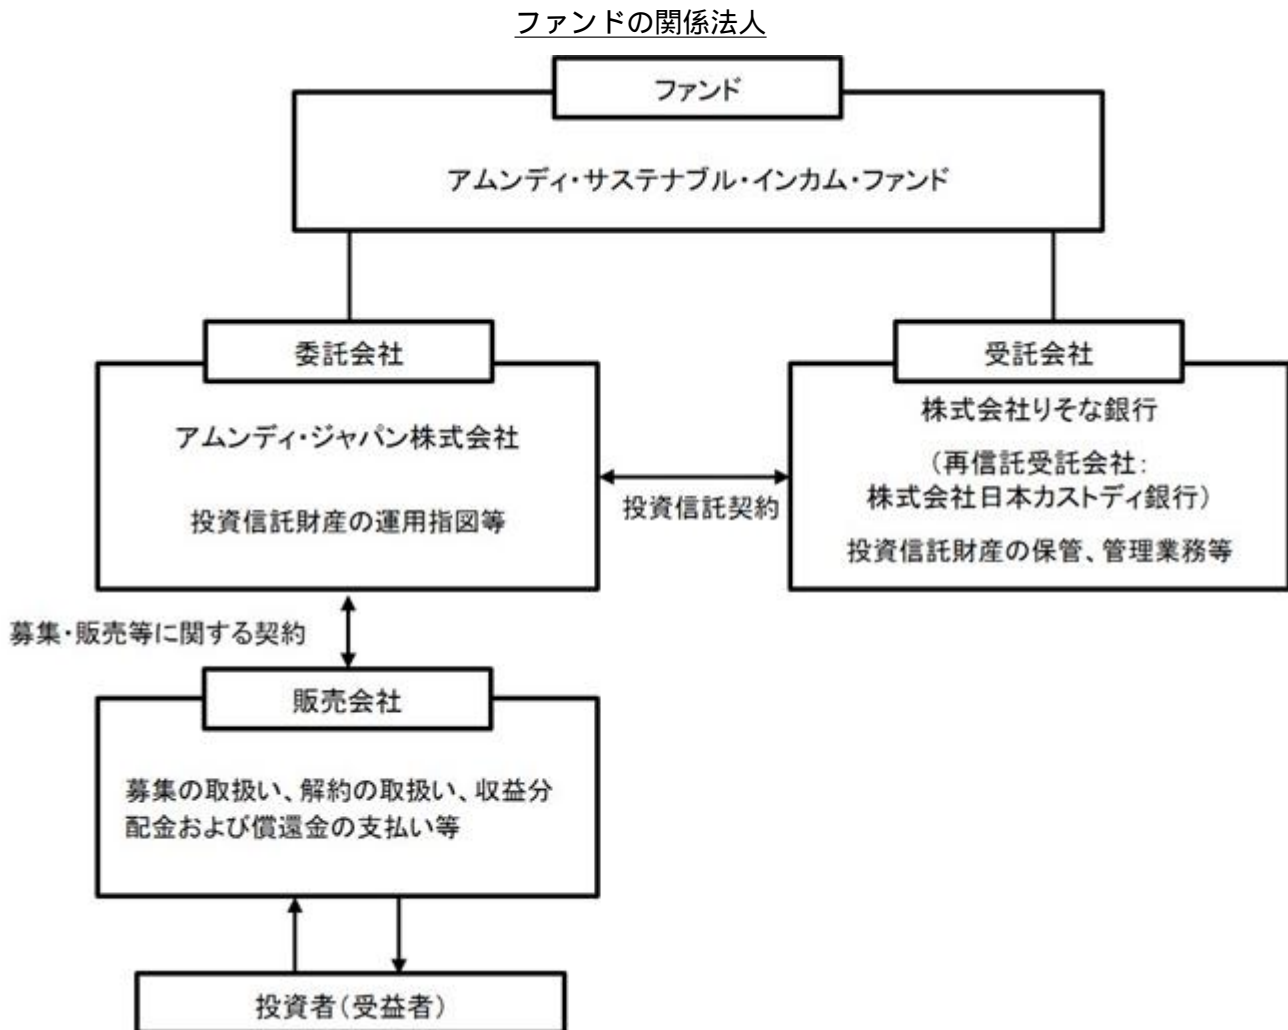 ファンドの関係法人
ファンド
アムンディ・サステナブル・インカム・ファンド
委託会社
アムンディ・ジャパン株式会社
投資信託財産の運用指図等
投資信託契約
受託会社
株式会社りそな銀行
（再信託受託会社：
株式会社日本カストディ銀行）
投資信託財産の保管、管理業務等
募集・販売等に関する契約
販売会社
募集の取扱い、解約の取扱い、収益分
配金および償還金の支払い等
投資者（受益者）